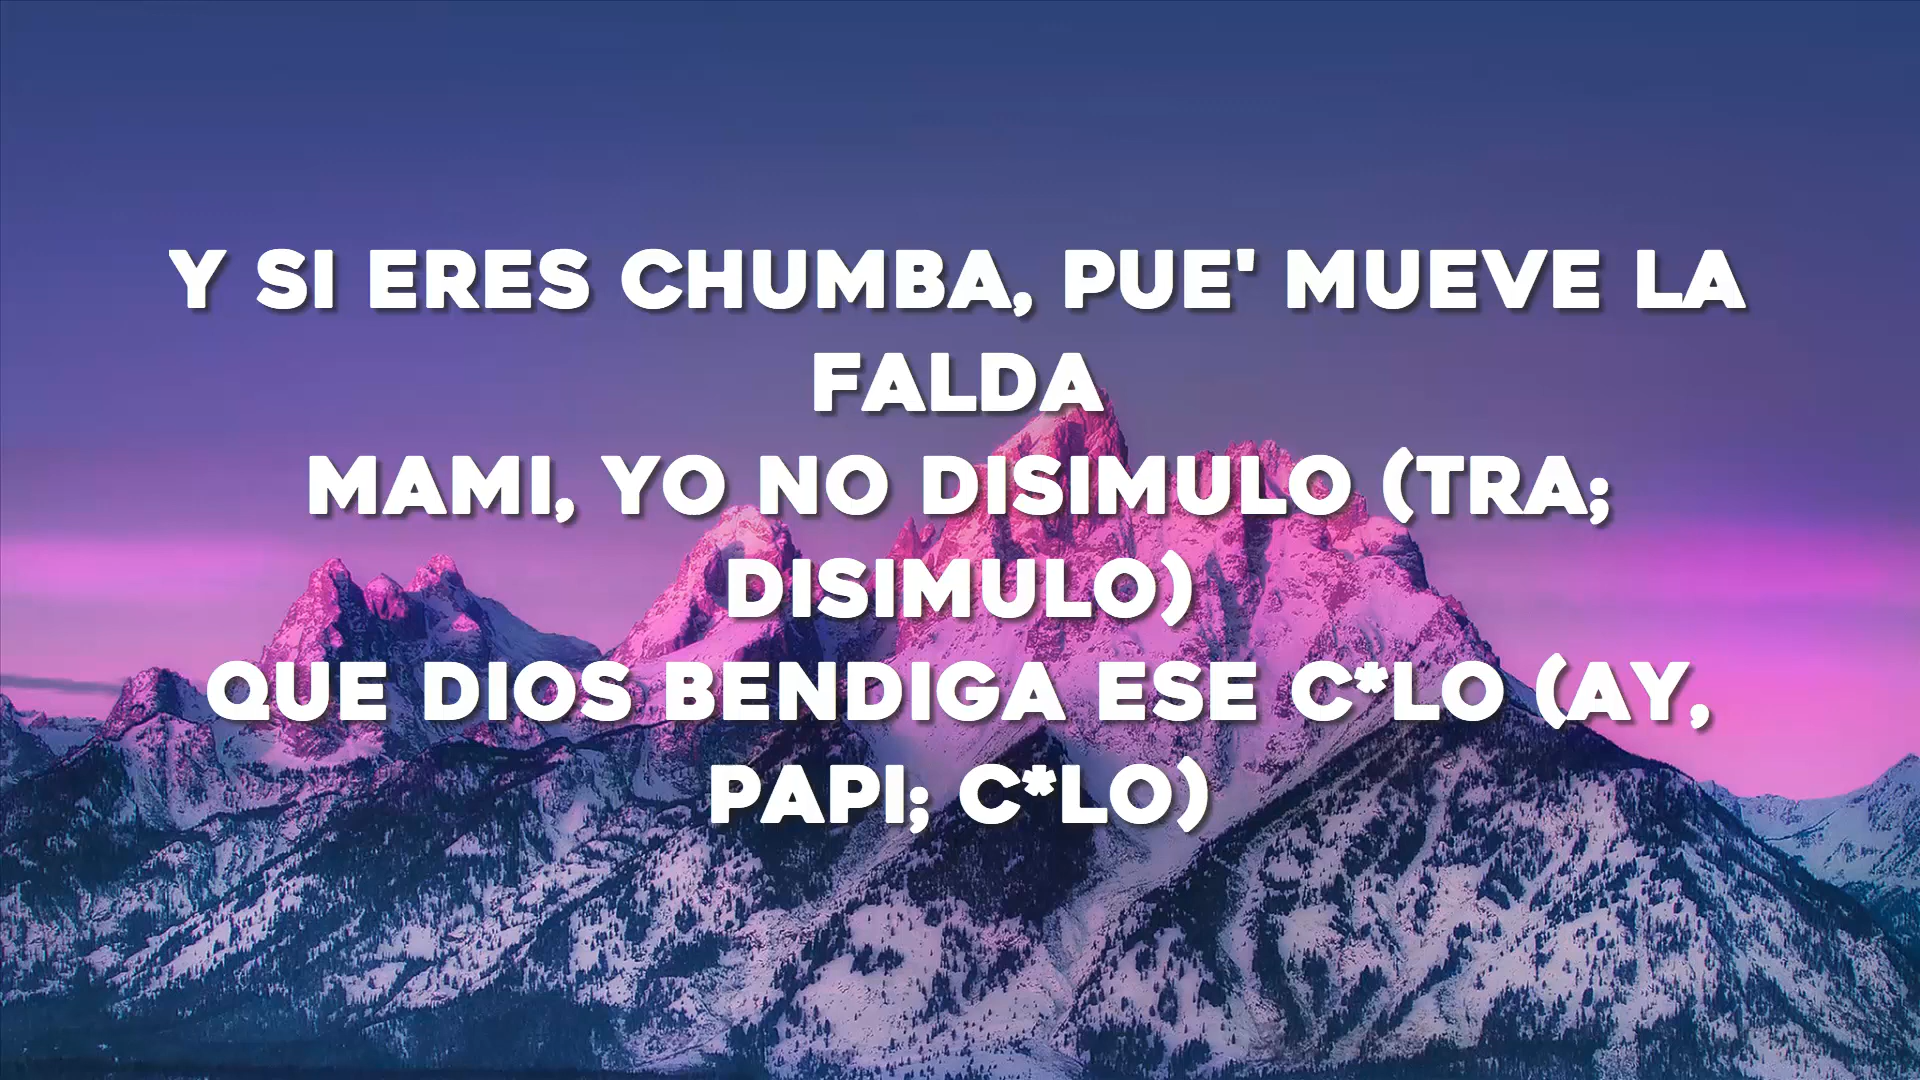 Y SI ERES CHUMBA, PUE' MUEVE LA
FALDA
MAMI, YO NO DISIMULO (TRA;
DISIMULO)
QUE DIOS BENDIGA ESE C*LO (AY,
PAPI; C*LO)